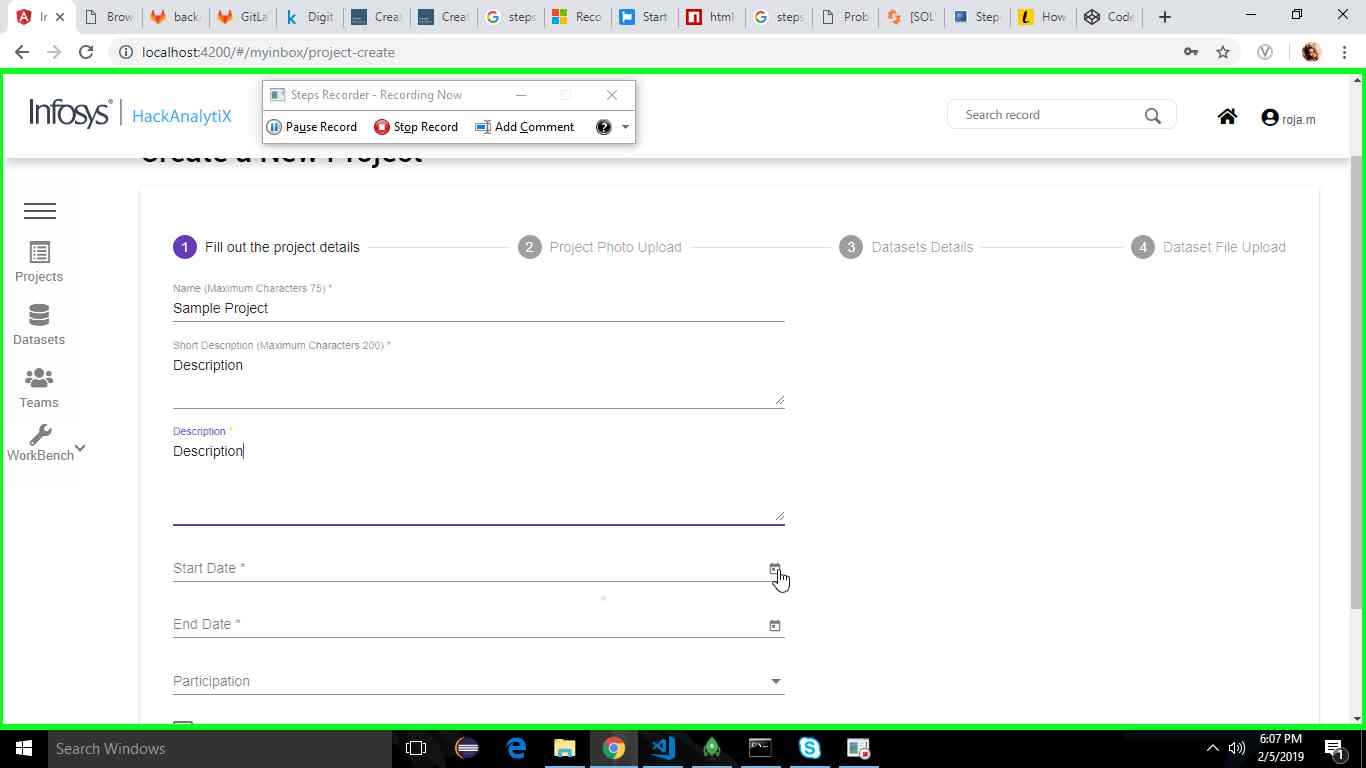 Ir
Brow
back
GitLa
Digit
Creat
Creat
steps
Reco
Start
html
steps
Prob
[SOL
Step
How
Code
localhost:4200/#/myinbox/project-create
Steps Recorder - Recording Now
Pause Record
Stop Record
Add Comment
Infosys
HackAnalytiX
Search record
roja.m
Create a New Project
1 Fill out the project details
2 Project Photo Upload
3 Datasets Details
4 Dataset File Upload
Projects
Datasets
Teams
WorkBench
Name (Maximum Characters 75) *
Sample Project
Short Description (Maximum Characters 200) *
Description
Description *
Description
Start Date *
End Date *
Participation
Search Windows
6:07 PM
2/5/2019
1